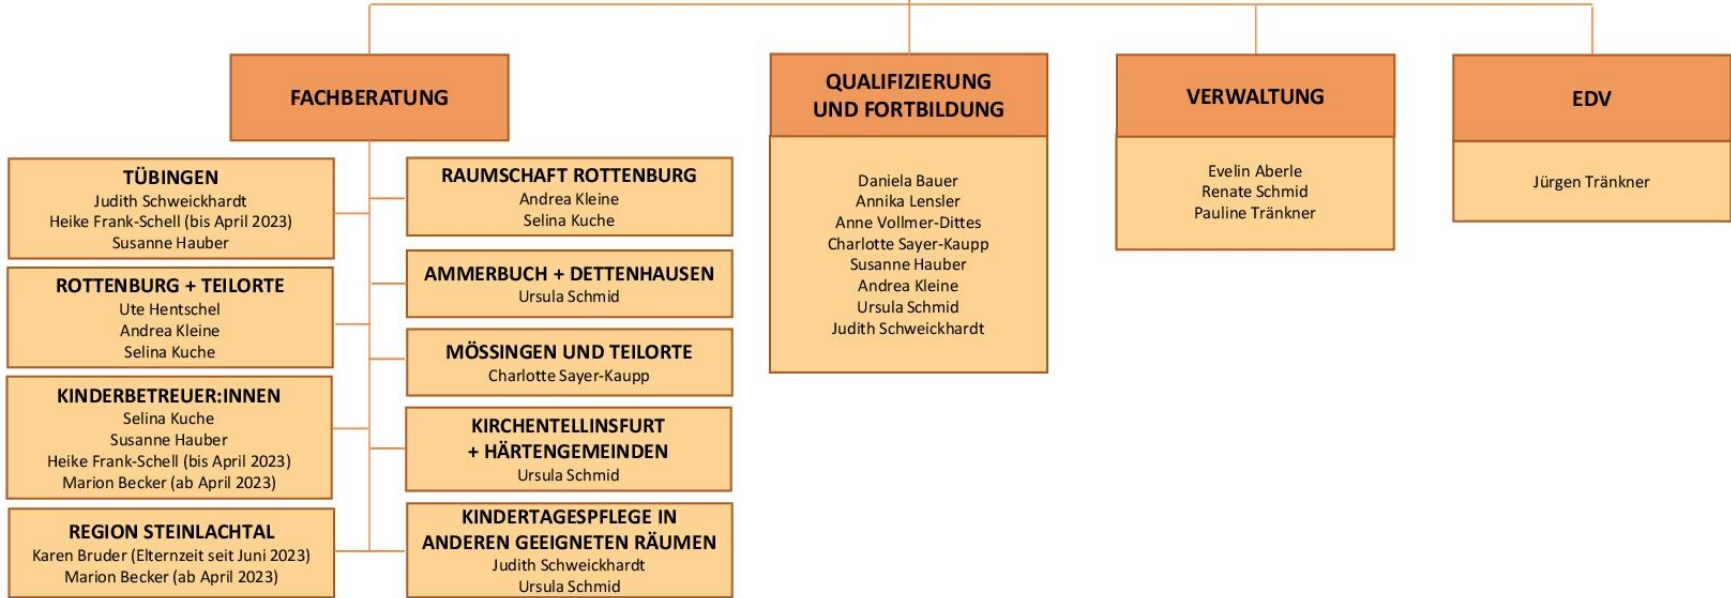 FACHBERATUNG
TÜBINGEN
Judith Schweickhardt
Heike Frank-Schell (bis April 2023)
Susanne Hauber
ROTTENBURG + TEILORTE
Ute Hentschel
Andrea Kleine
Selina Kuche
KINDERBETREUER:INNEN
Selina Kuche
Susanne Hauber
Heike Frank-Schell (bis April 2023)
Marion Becker (ab April 2023)
REGION STEINLACHTAL
Karen Bruder (Elternzeit seit Juni 2023)
Marion Becker (ab April 2023)
RAUMSCHAFT ROTTENBURG
Andrea Kleine
Selina Kuche
AMMERBUCH + DETTENHAUSEN
Ursula Schmid
MÖSSINGEN UND TEILORTE
Charlotte Sayer-Kaupp
KIRCHENTELLINSFURT
+ HÄRTENGEMEINDEN
Ursula Schmid
KINDERTAGESPFLEGE IN
ANDEREN GEEIGNETEN RÄUMEN
Judith Schweickhardt
Ursula Schmid
QUALIFIZIERUNG
UND FORTBILDUNG
Daniela Bauer
Annika Lensler
Anne Vollmer-Dittes
Charlotte Sayer-Kaupp
Susanne Hauber
Andrea Kleine
Ursula Schmid
Judith Schweickhardt
VERWALTUNG
Evelin Aberle
Renate Schmid
Pauline Tränkner
EDV
Jürgen Tränkner